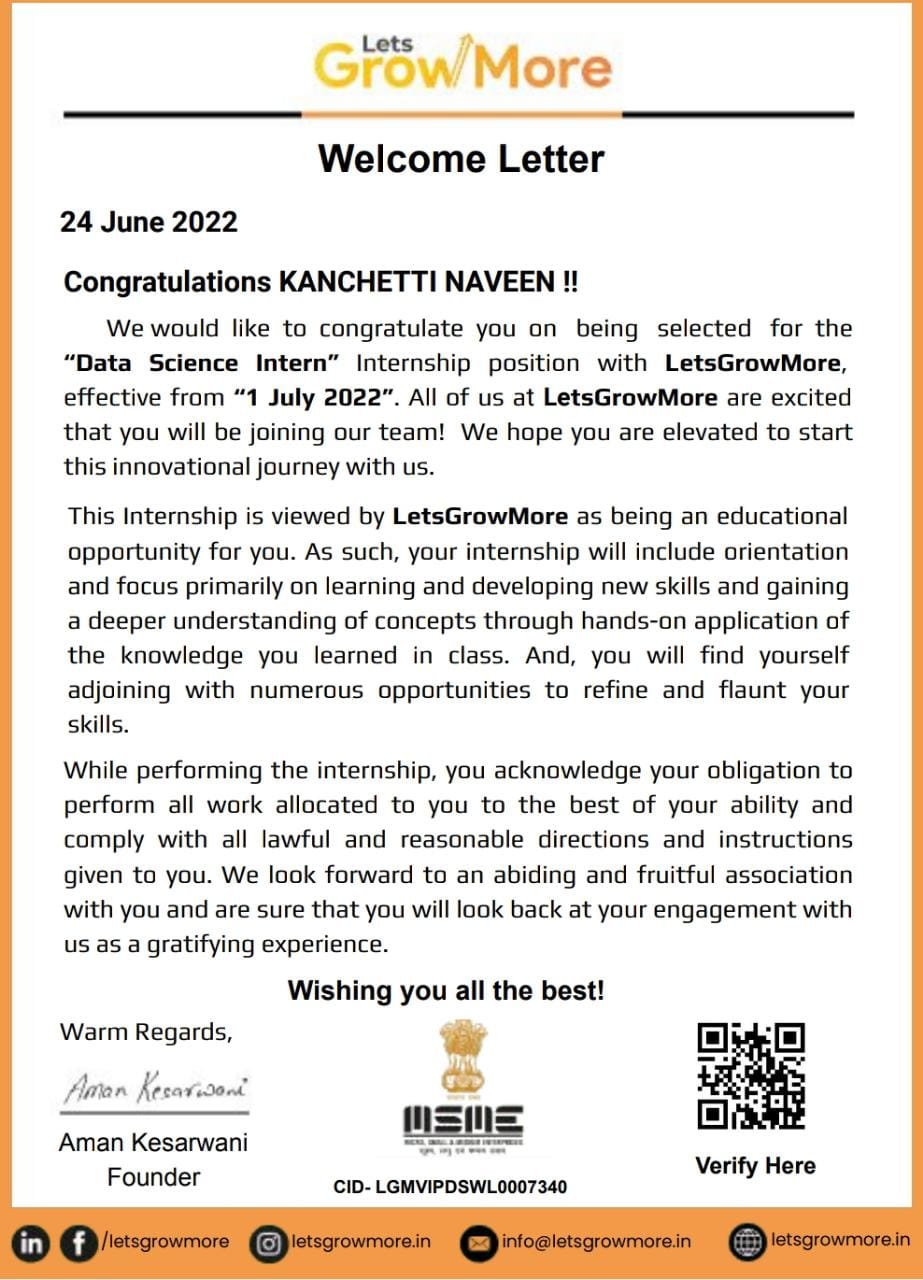 Lets
GrowMore
Welcome Letter
24 June 2022
Congratulations KANCHETTI NAVEEN !!
We would like to congratulate you on being selected for the
“Data Science Intern” Internship position with LetsGrowMore,
effective from “1 July 2022”. All of us at LetsGrowMore are excited
that you will be joining our team! We hope you are elevated to start
this innovational journey with us.
This Internship is viewed by LetsGrowMore as being an educational
opportunity for you. As such, your internship will include orientation
and focus primarily on learning and developing new skills and gaining
a deeper understanding of concepts through hands-on application of
the knowledge you learned in class. And, you will find yourself
adjoining with numerous opportunities to refine and flaunt your
skills.
While performing the internship, you acknowledge your obligation to
perform all work allocated to you to the best of your ability and
comply with all lawful and reasonable directions and instructions
given to you. We look forward to an abiding and fruitful association
with you and are sure that you will look back at your engagement with
us as a gratifying experience.
Wishing you all the best!
Warm Regards,
Aman Kesarwani
Aman Kesarwani
Founder
MSME
MICRO, SMALL & MEDIUM ENTERPRISES
CID- LGMVIPDSWL0007340
Verify Here
in f /letsgrowmore letsgrowmore.in info@letsgrowmore.in letsgrowmore.in